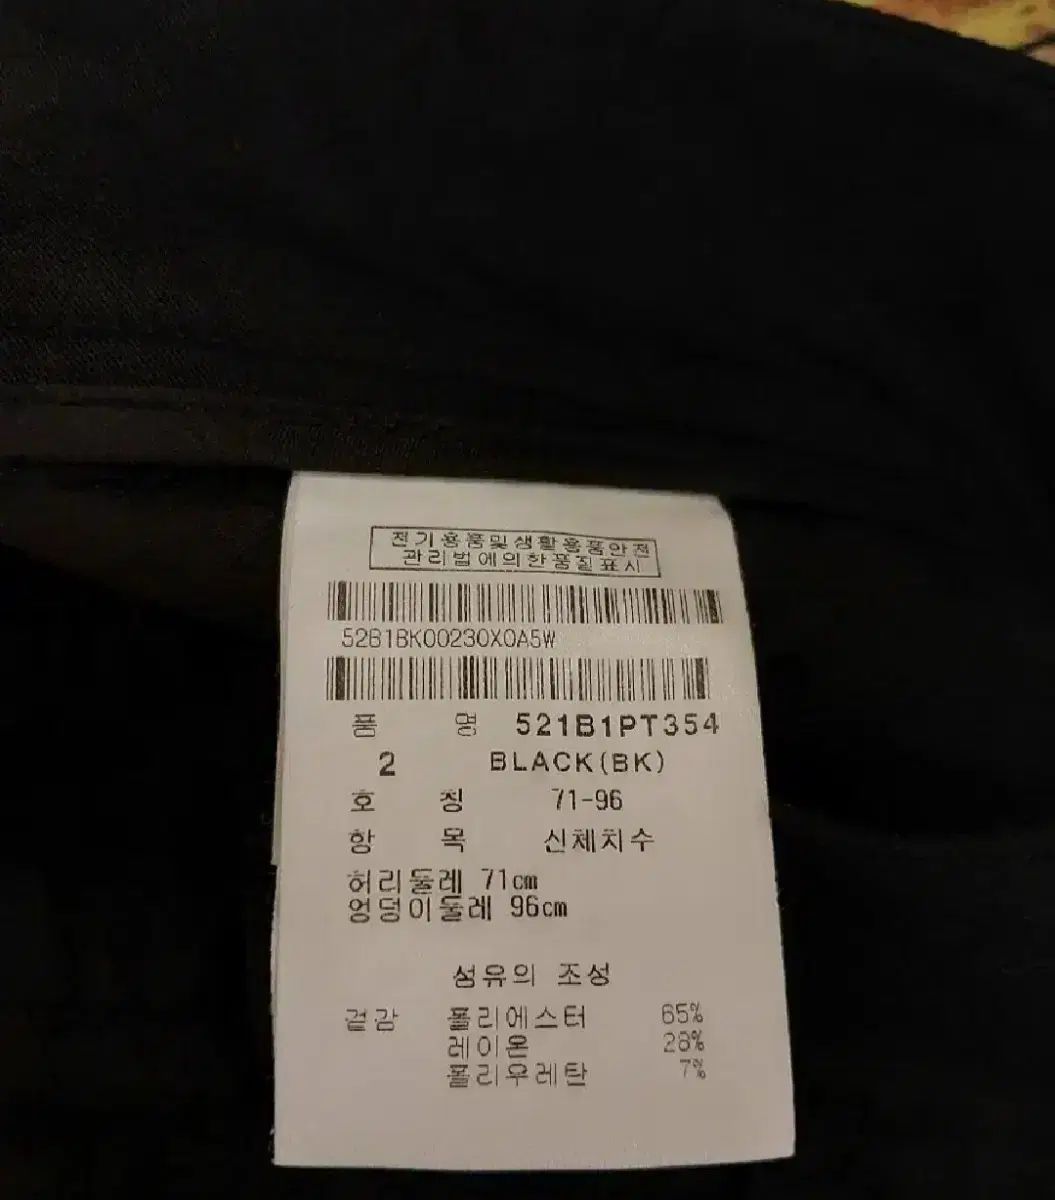 전기용품및생활용품안전
관리법에의한품질표시
5261BK00230X0A5W
품 명 521B1PT354
2 BLACK(BK)
호 칭 71-96
항 목 신체치수
허리둘레 71cm
엉덩이둘레 96cm
섬유의 조성
겉감 폴리에스터 65%
레이온 28%
폴리우레탄 7%